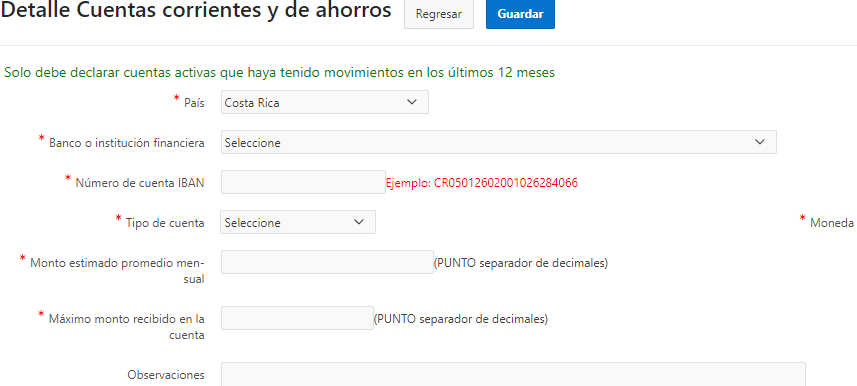 Detalle Cuentas corrientes y de ahorros Regresar Guardar
Solo debe declarar cuentas activas que haya tenido movimientos en los últimos 12 meses
* País Costa Rica
* Banco o institución financiera Seleccione
* Número de cuenta IBAN Ejemplo: CR05012602001026284066
* Tipo de cuenta Seleccione * Moneda
* Monto estimado promedio men-
sual
(PUNTO separador de decimales)
* Máximo monto recibido en la
cuenta
(PUNTO separador de decimales)
Observaciones